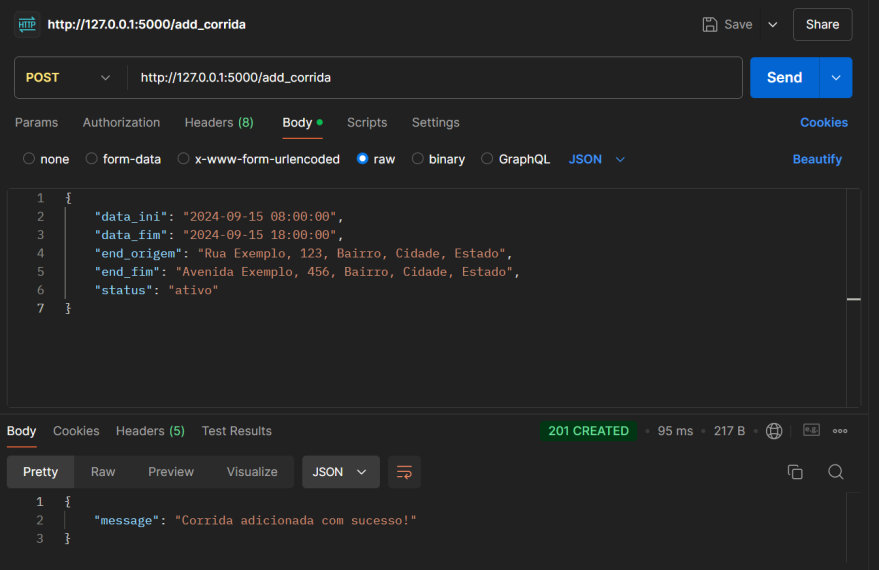 HTTP http://127.0.0.1:5000/add_corrida Save Share
POST http://127.0.0.1:5000/add_corrida Send
Params Authorization Headers (8) Body Scripts Settings Cookies
none form-data x-www-form-urlencoded raw binary GraphQL JSON Beautify
1 {
2 "data_ini": "2024-09-15 08:00:00",
3 "data_fim": "2024-09-15 18:00:00",
4 "end_origem": "Rua Exemplo, 123, Bairro, Cidade, Estado",
5 "end_fim": "Avenida Exemplo, 456, Bairro, Cidade, Estado",
6 "status": "ativo"
7 }
Body Cookies Headers (5) Test Results 201 CREATED 95 ms 217 B e.g.
Pretty Raw Preview Visualize JSON
1 {
2 "message": "Corrida adicionada com sucesso!"
3 }